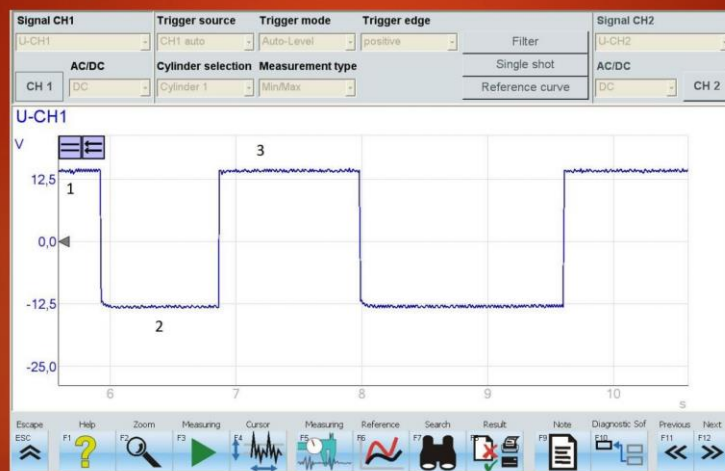 Signal CH1
Trigger source
Trigger mode
Trigger edge
Signal CH2
U-CH1
CH1 auto
Auto-Level
positive
Filter
U-CH2
AC/DC
Cylinder selection
Measurement type
Single shot
AC/DC
CH 1
DC
Cylinder 1
Min/Max
Reference curve
DC
CH 2
U-CH1
V
3
12,5
1
0,0
-12,5
2
-25,0
6
7
8
9
10
s
Escape
Help
Zoom
Measuring
Cursor
Measuring
Reference
Search
Result
Note
Diagnostic Sof
Previous
Next
ESC
F1
F2
F3
F4
F5
F6
F7
F8
F9
F10
F11
F12